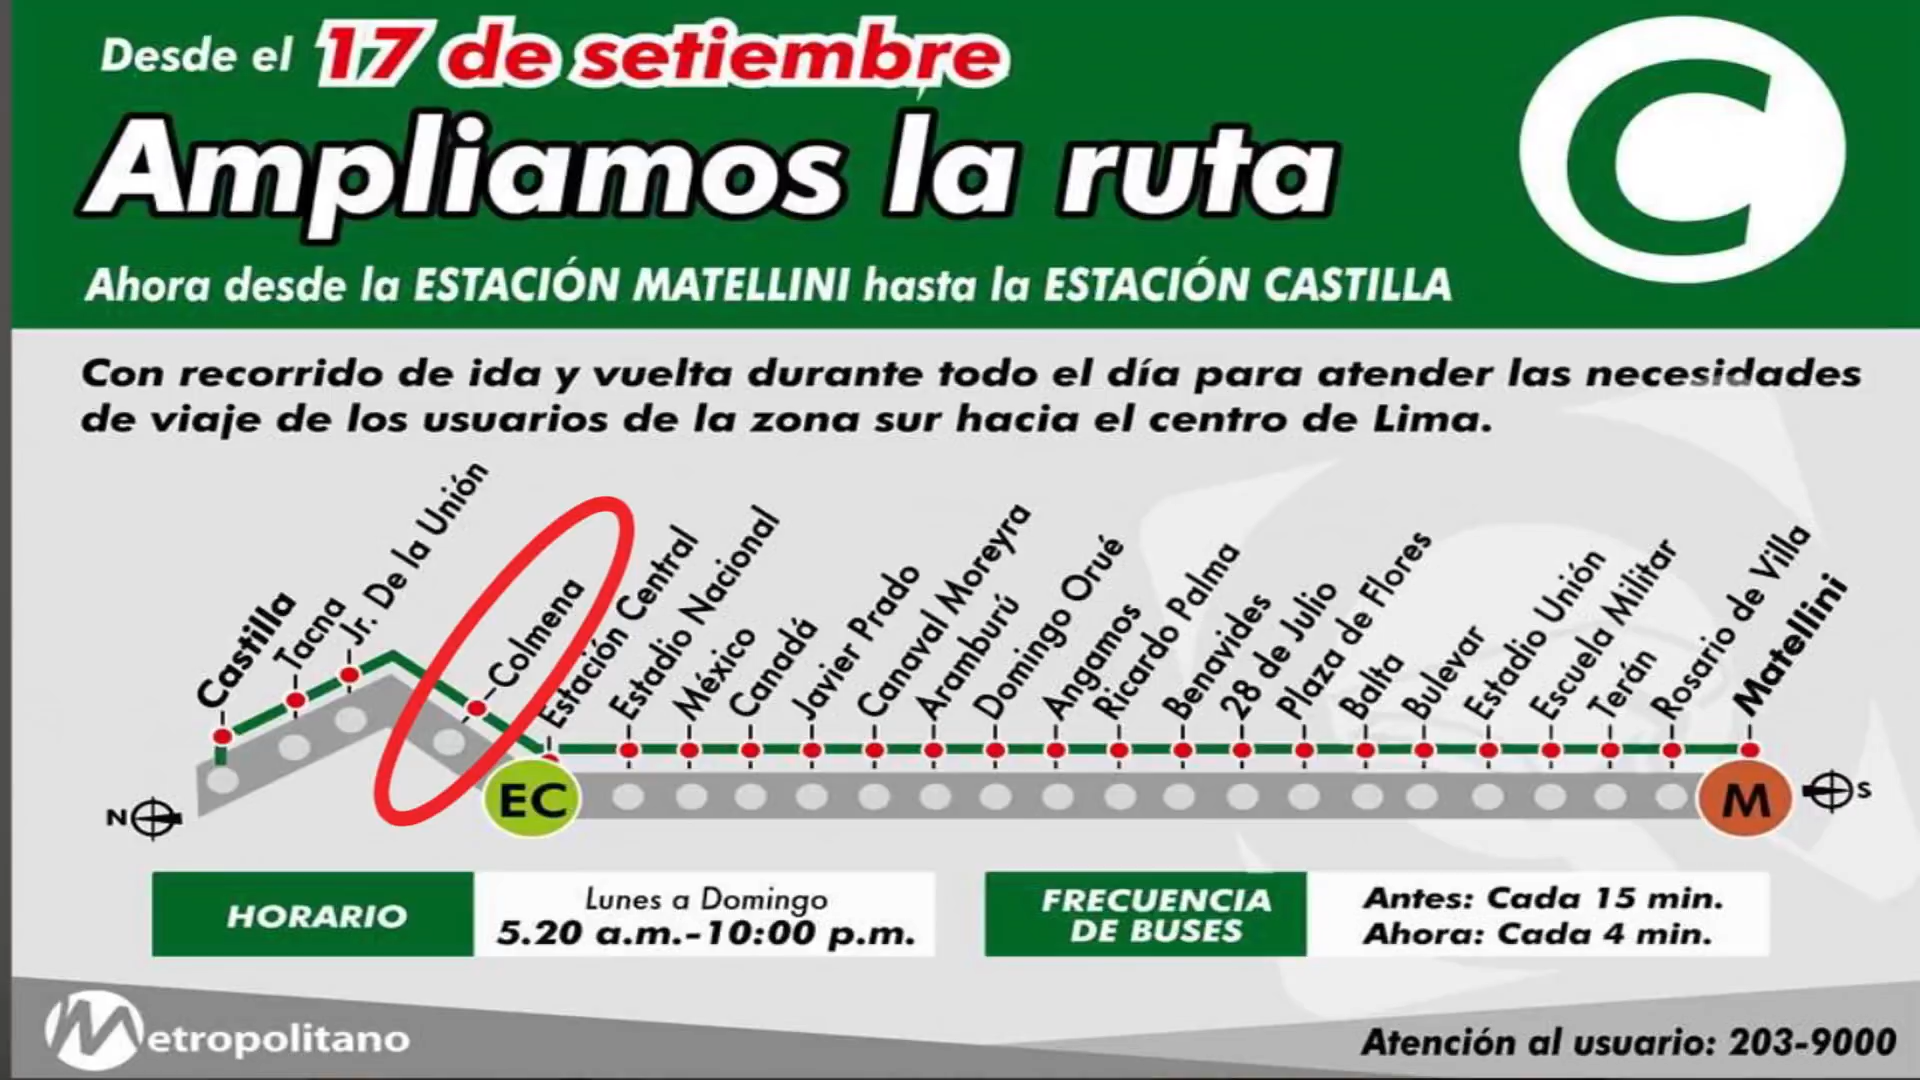 Desde el 17 de setiembre
Ampliamos la ruta
Ahora desde la ESTACIÓN MATELLINI hasta la ESTACIÓN CASTILLA
C
Con recorrido de ida y vuelta durante todo el día para atender las necesidades
de viaje de los usuarios de la zona sur hacia el centro de Lima.
Castilla
Tacna
Jr. De la Unión
Colmena
Estación Central
Estadio Nacional
México
Canadá
Javier Prado
Canaval Moreyra
Aramburú
Domingo Orué
Angamos
Ricardo Palma
Benavides
28 de Julio
Plaza de Flores
Balta
Bulevar
Estadio Unión
Escuela Militar
Terán
Rosario de Villa
Matellini
N
EC
M
S
HORARIO
Lunes a Domingo
5.20 a.m.-10:00 p.m.
FRECUENCIA
DE BUSES
Antes: Cada 15 min.
Ahora: Cada 4 min.
Metropolitano
Atención al usuario: 203-9000